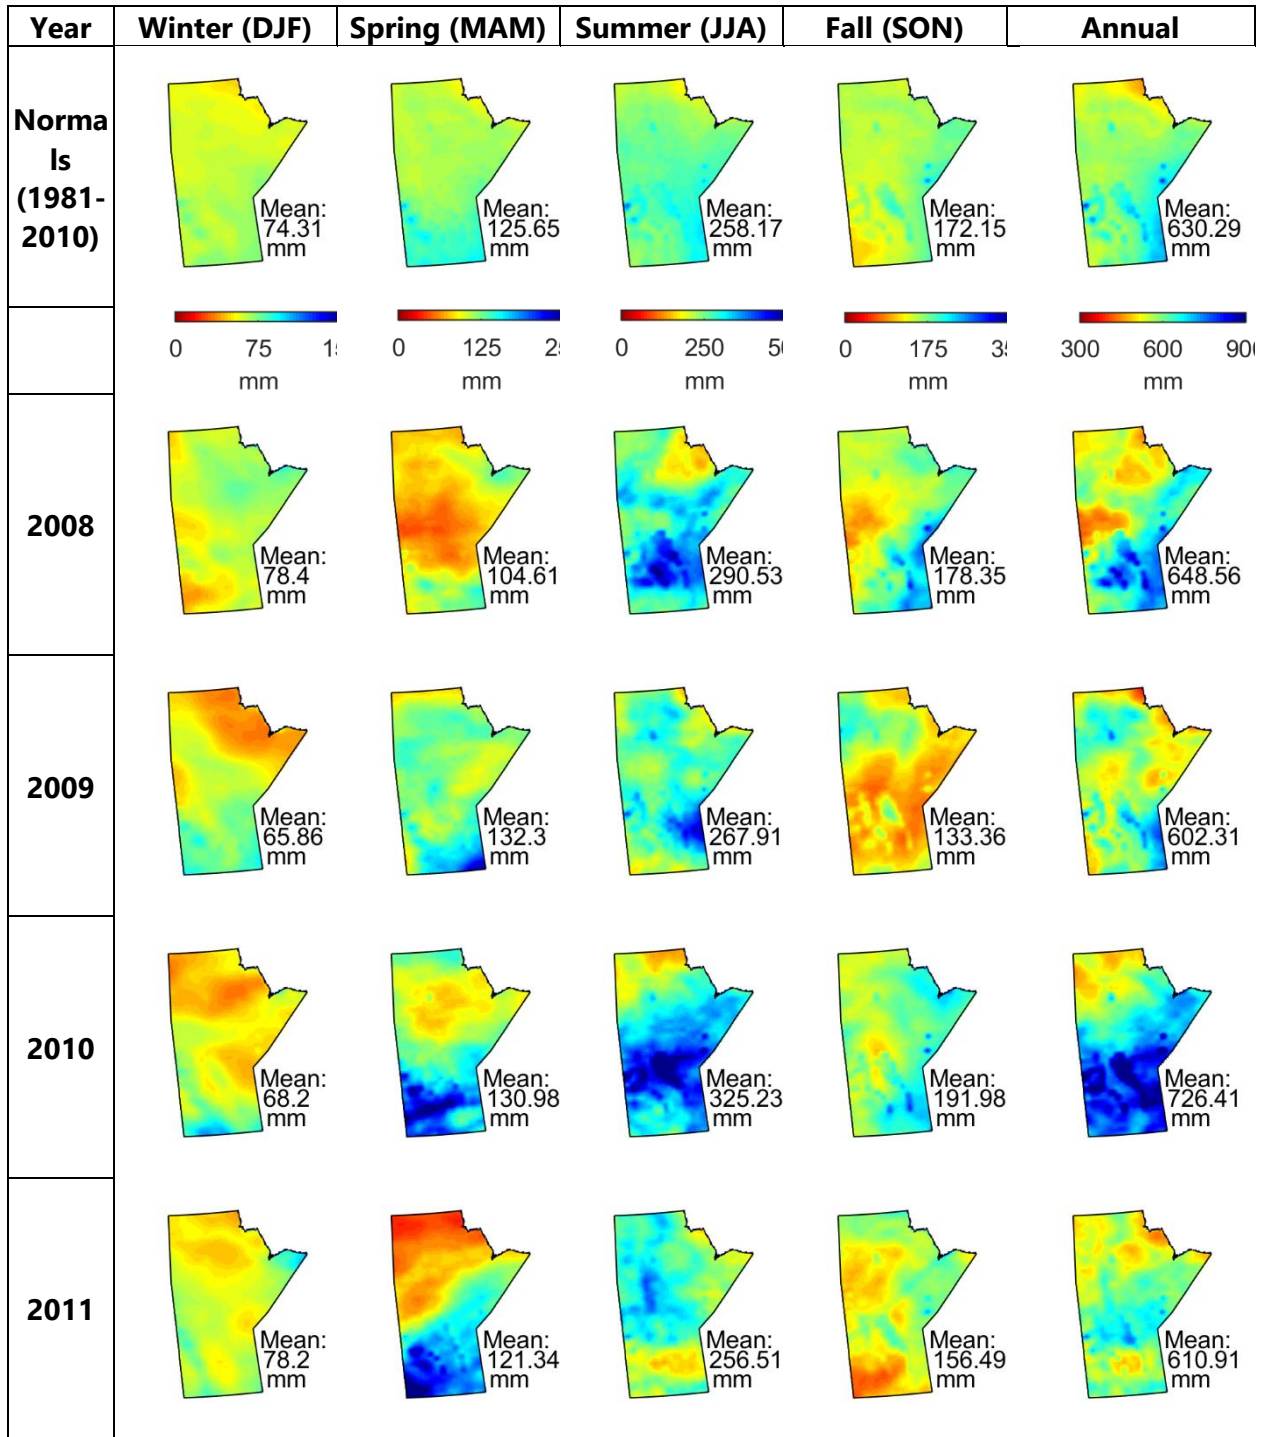 Year Winter (DJF) Spring (MAM) Summer (JJA) Fall (SON) Annual
Norma
ls
(1981-
2010)
Mean:
74.31
mm
Mean:
125.65
mm
Mean:
258.17
mm
Mean:
172.15
mm
Mean:
630.29
mm
0 75
mm
0 125
mm
0 250
mm
0 175
mm
300 600
mm
2008
Mean:
78.4
mm
Mean:
104.61
mm
Mean:
290.53
mm
Mean:
178.35
mm
Mean:
648.56
mm
2009
Mean:
65.86
mm
Mean:
132.3
mm
Mean:
267.91
mm
Mean:
133.36
mm
Mean:
602.31
mm
2010
Mean:
68.2
mm
Mean:
130.98
mm
Mean:
325.23
mm
Mean:
191.98
mm
Mean:
726.41
mm
2011
Mean:
78.2
mm
Mean:
121.34
mm
Mean:
256.51
mm
Mean:
156.49
mm
Mean:
610.91
mm